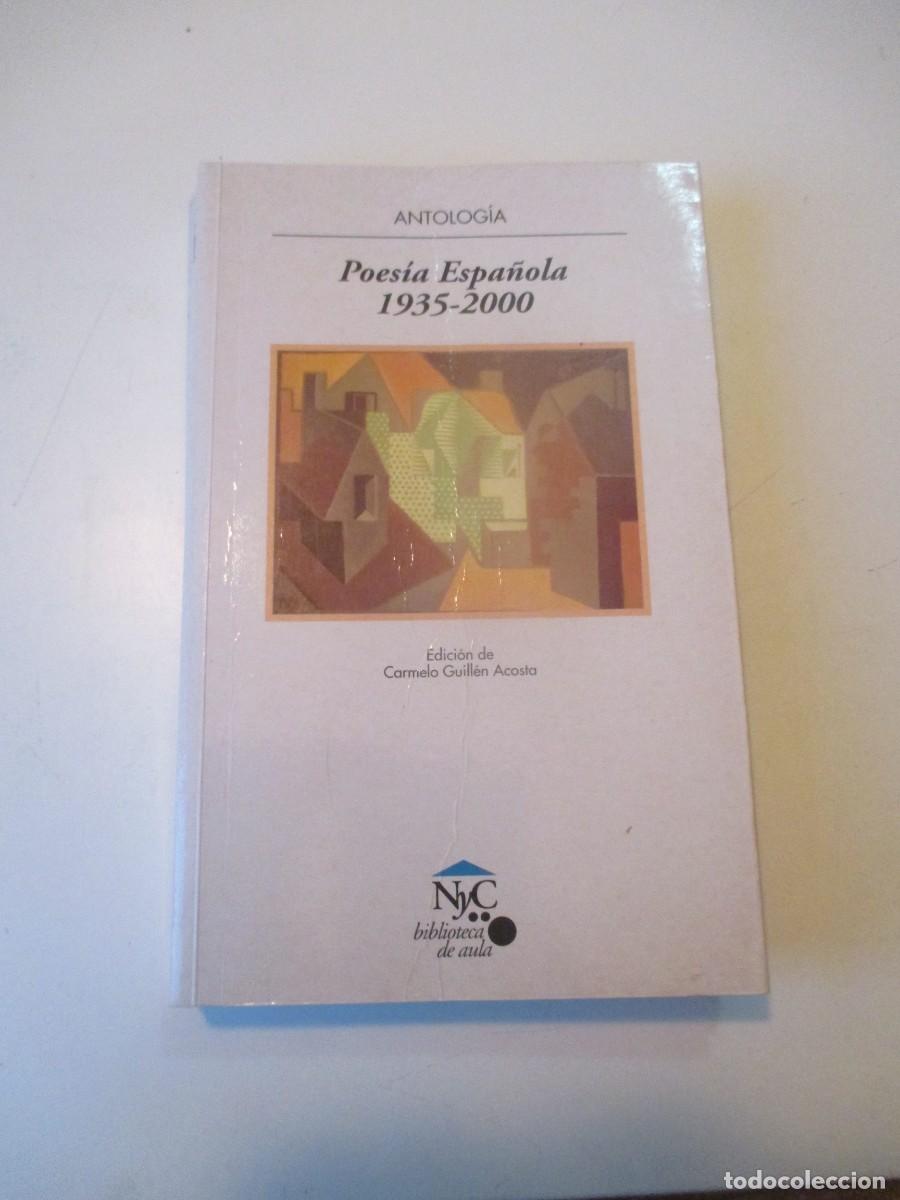 ANTOLOGÍA
Poesía Española
1935-2000
Edición de
Carmelo Guillén Acosta
NyC
biblioteca
de aula
todocoleccion